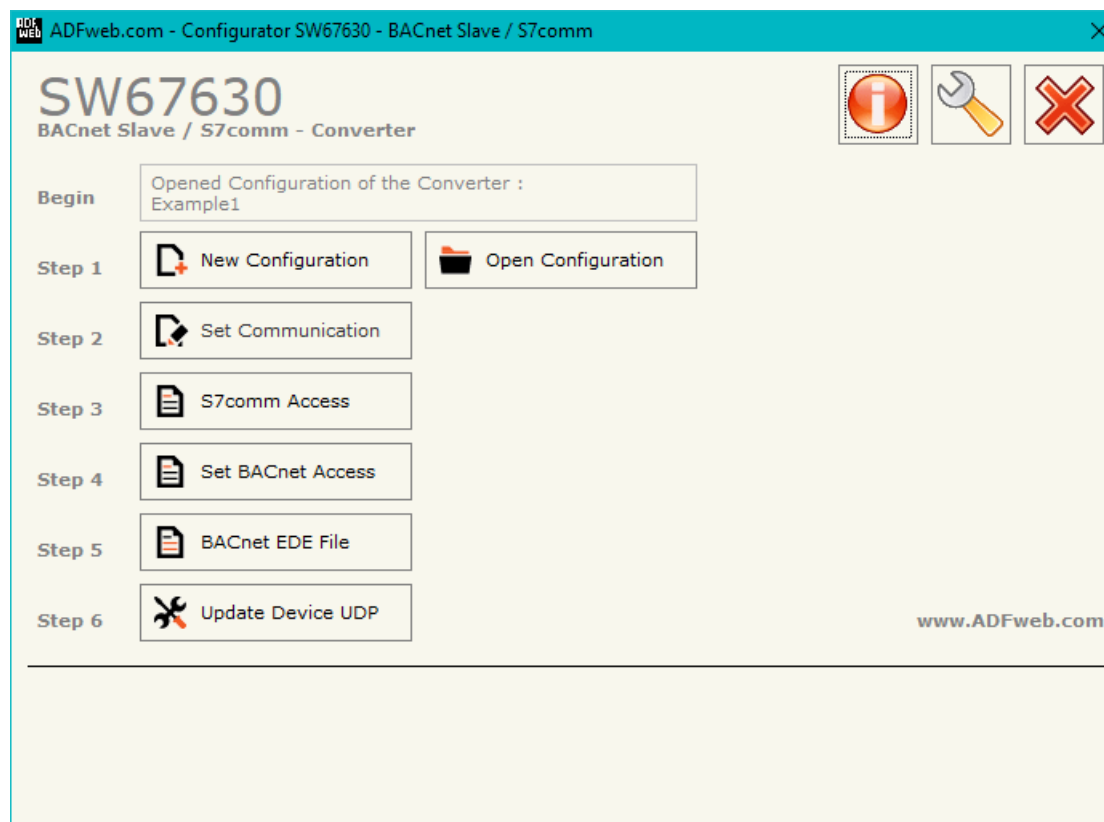 ADF web ADFweb.com - Configurator SW67630 - BACnet Slave / S7comm
SW67630
BACnet Slave / S7comm - Converter
Begin
Opened Configuration of the Converter :
Example1
Step 1
New Configuration
Open Configuration
Step 2
Set Communication
Step 3
S7comm Access
Step 4
Set BACnet Access
Step 5
BACnet EDE File
Step 6
Update Device UDP
www.ADFweb.com